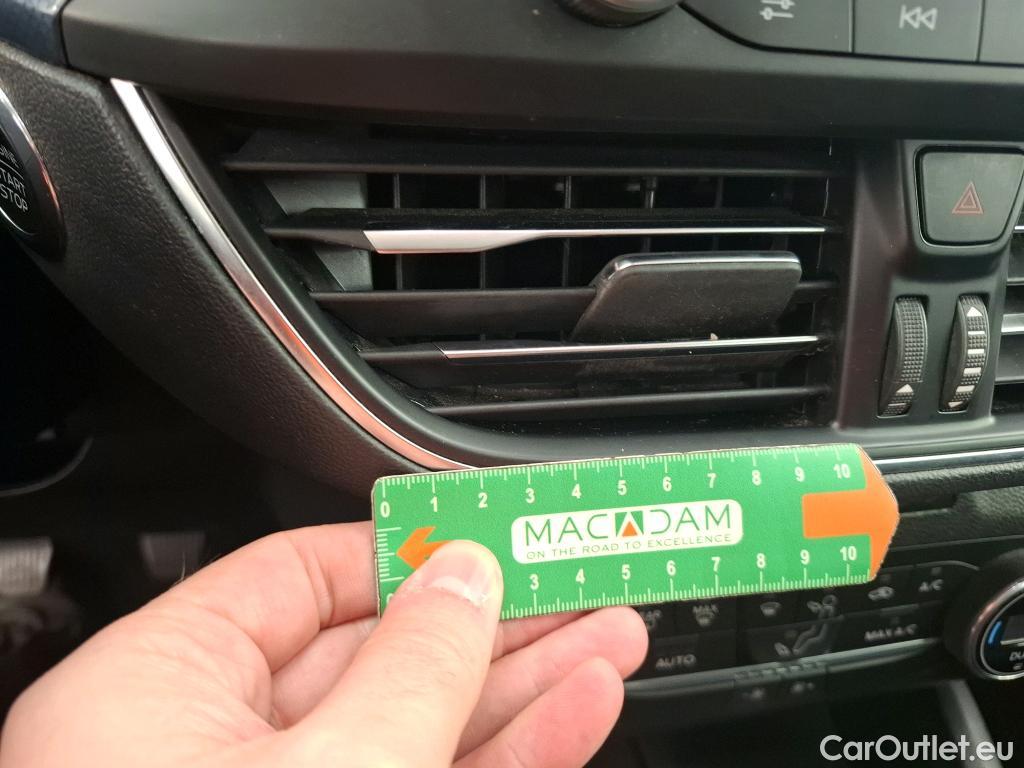 START
STOP
0 1 2 3 4 5 6 7 8 9 10
MACADAM
ON THE ROAD TO EXCELLENCE
3 4 5 6 7 8 9 10
MAX
A/C
AUTO
MAX A/C
CarOutlet.eu